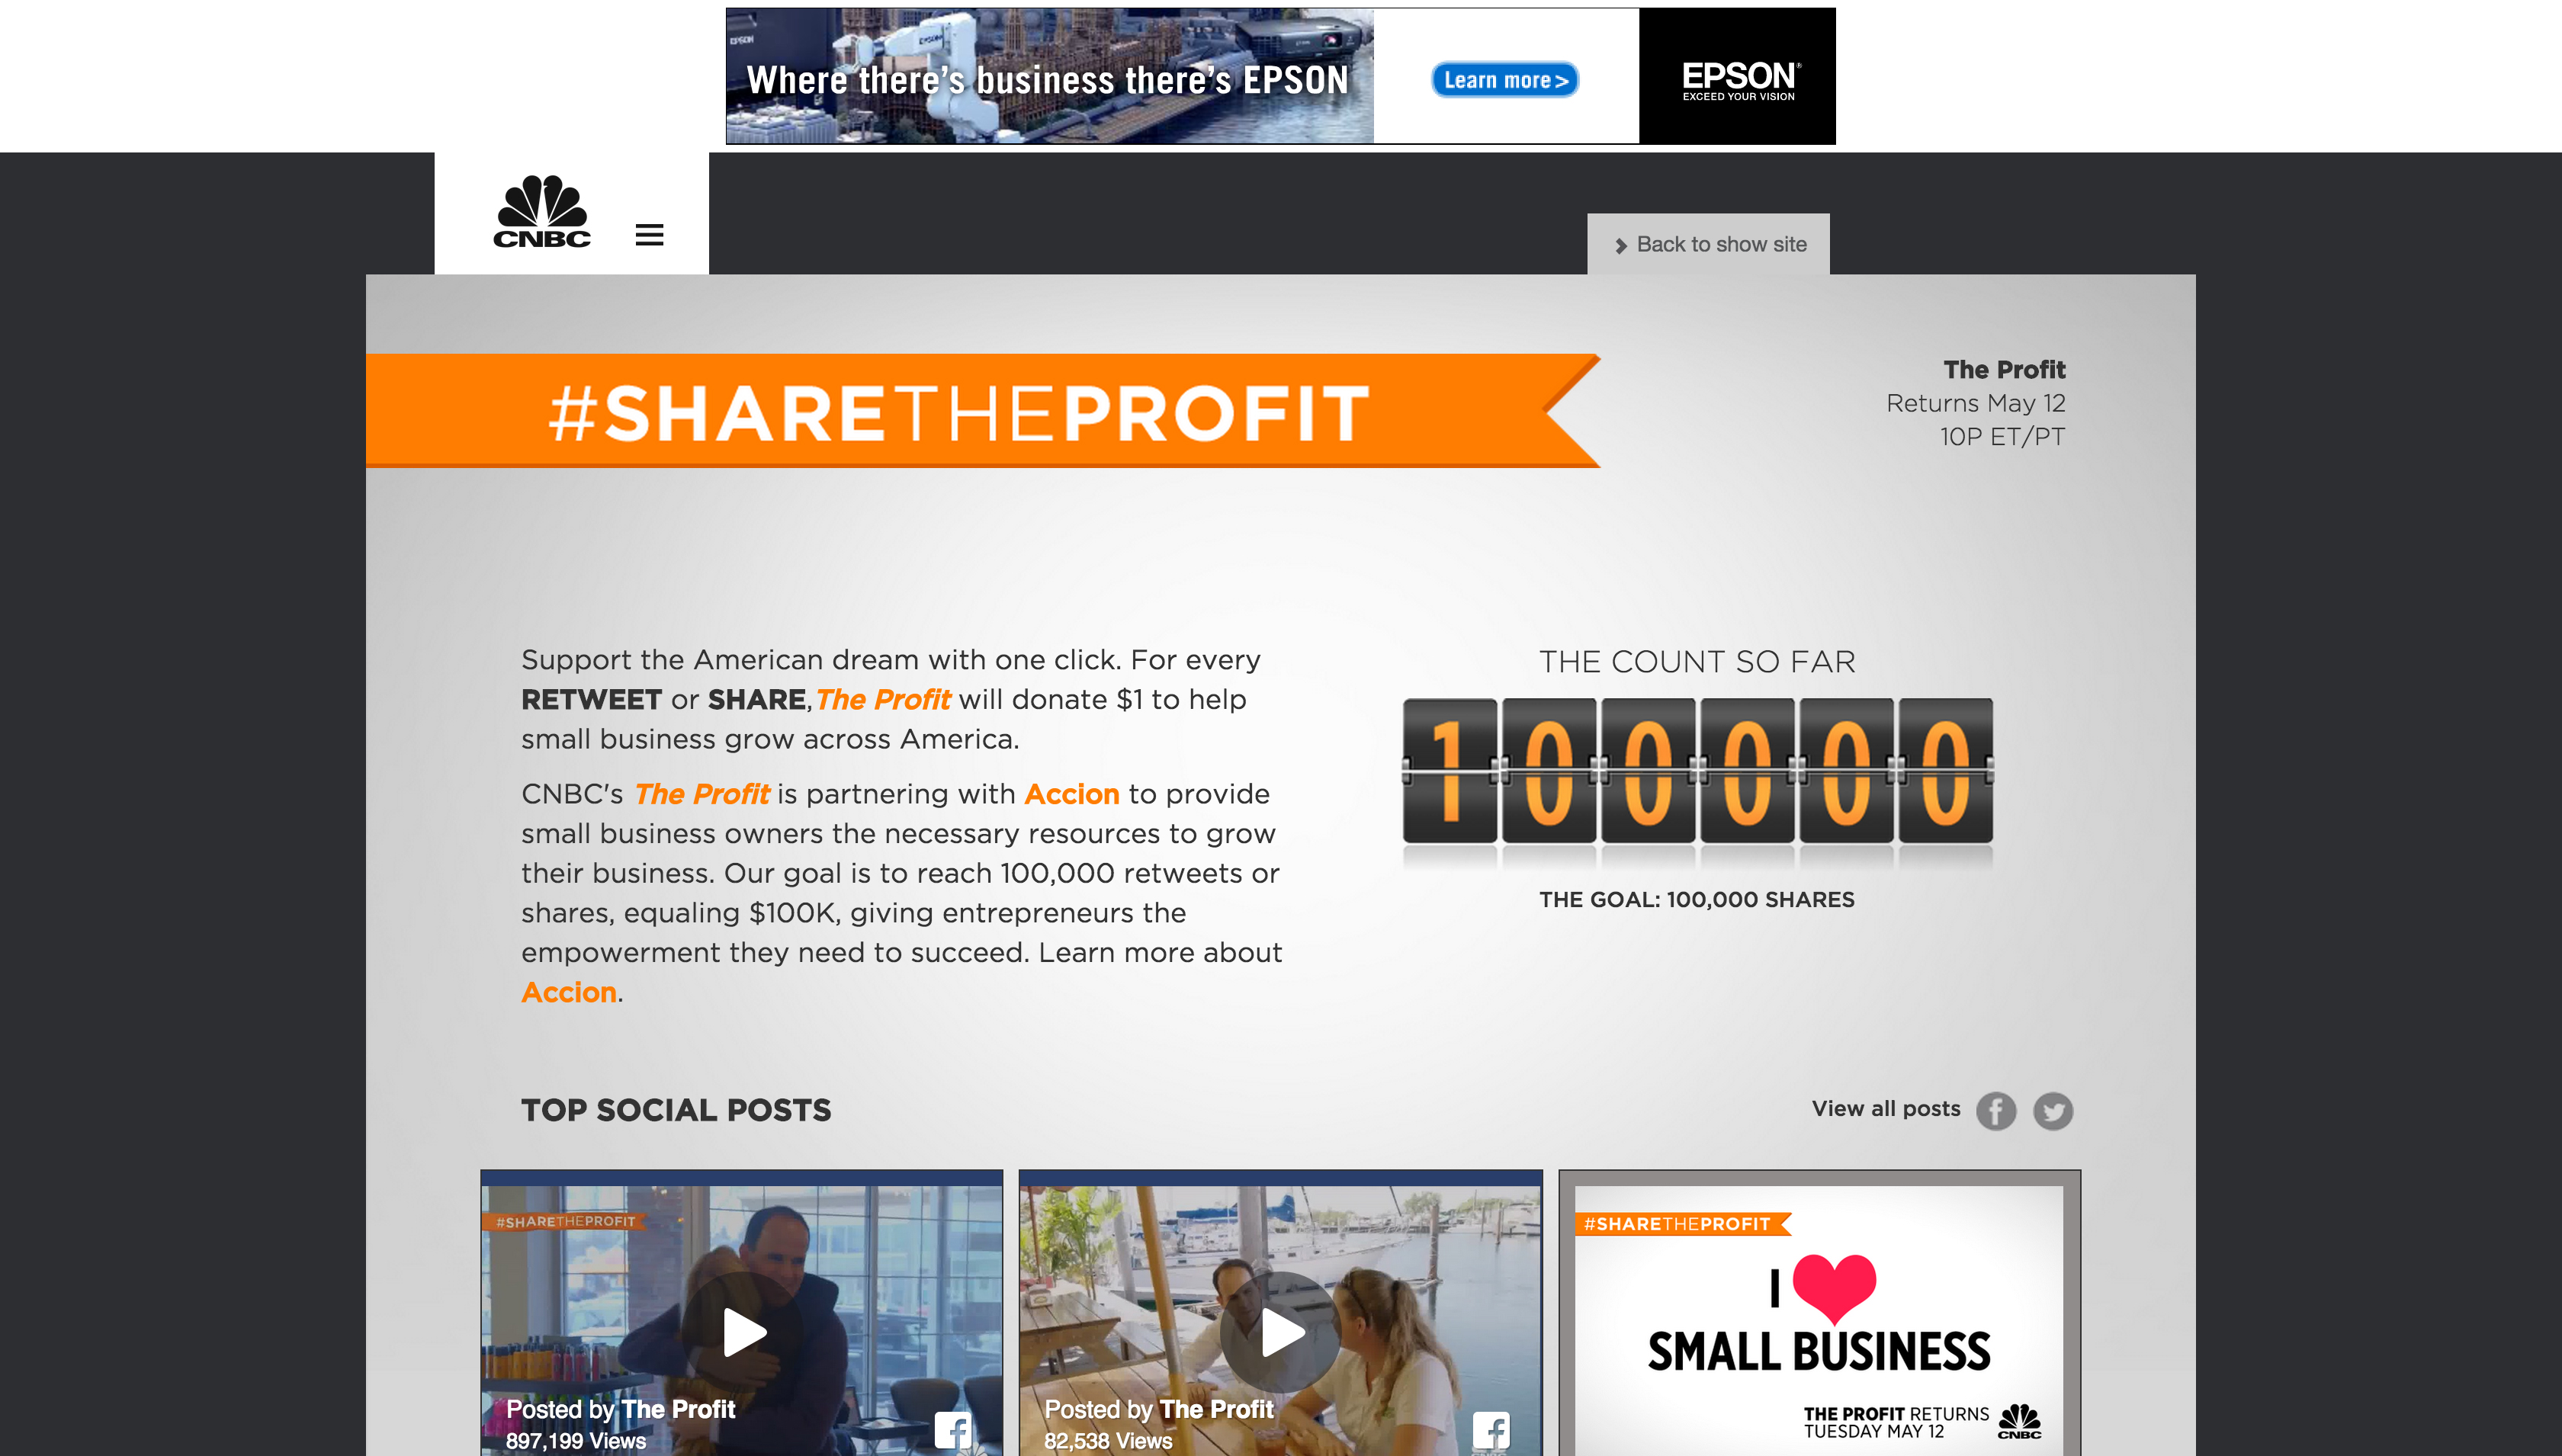 EPSON
EPSON
Where there's business there's EPSON
Learn more >
EPSON®
EXCEED YOUR VISION
CNBC
Back to show site
#SHARETHEPROFIT
The Profit
Returns May 12
10P ET/PT
Support the American dream with one click. For every
RETWEET or SHARE, The Profit will donate $1 to help
small business grow across America.
CNBC's The Profit is partnering with Accion to provide
small business owners the necessary resources to grow
their business. Our goal is to reach 100,000 retweets or
shares, equaling $100K, giving entrepreneurs the
empowerment they need to succeed. Learn more about
Accion.
THE COUNT SO FAR
100000
THE GOAL: 100,000 SHARES
TOP SOCIAL POSTS
View all posts
#SHARETHEPROFIT
Posted by The Profit
897,199 Views
Posted by The Profit
82,538 Views
#SHARETHEPROFIT
I
SMALL BUSINESS
THE PROFIT RETURNS
TUESDAY MAY 12
CNBC